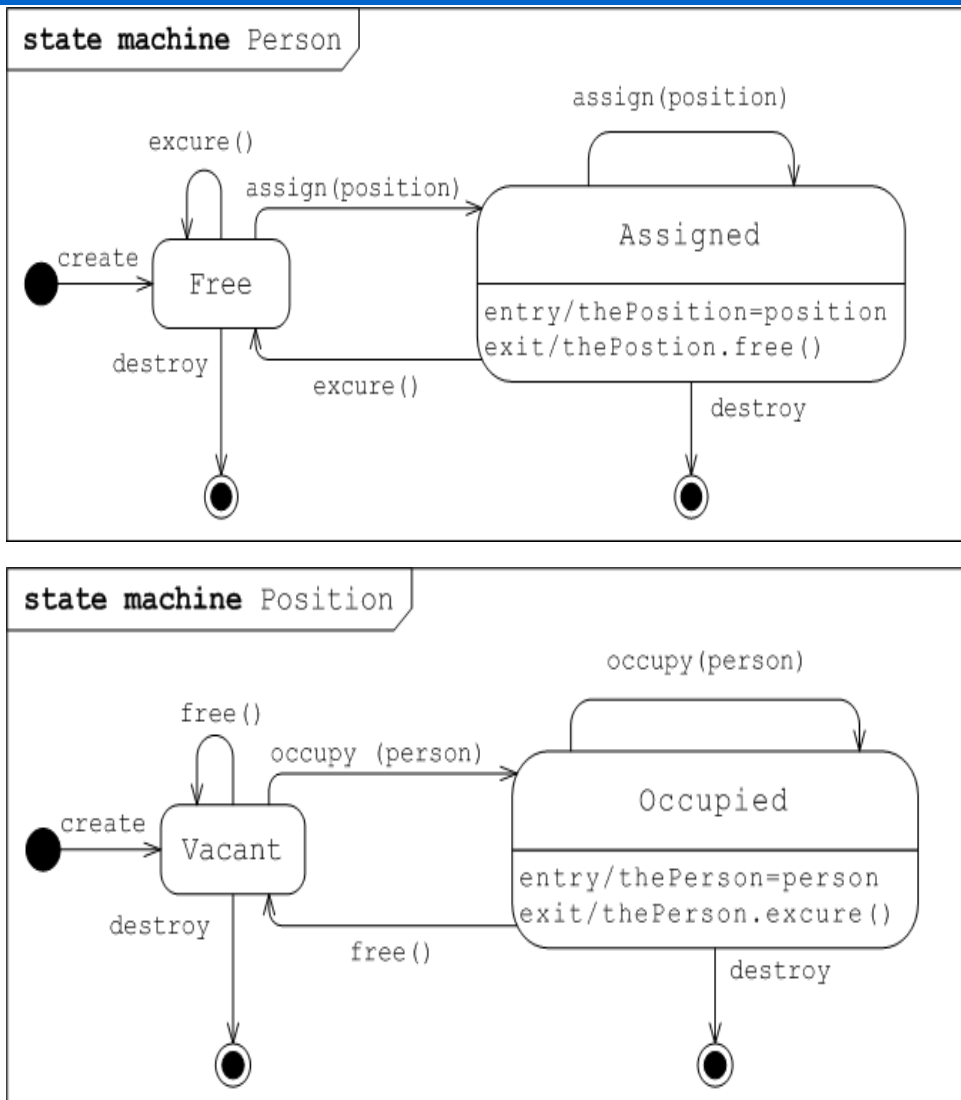 state machine Person
assign(position)
excure()
assign(position)
create
Free
Assigned
entry/thePosition=position
exit/thePostion.free()
destroy
excure()
destroy
state machine Position
occupy(person)
free()
occupy (person)
create
Vacant
Occupied
entry/thePerson=person
exit/thePerson.excure()
destroy
free()
destroy